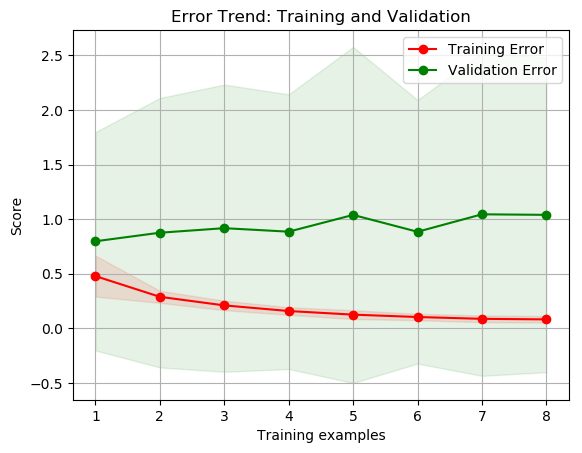 Error Trend: Training and Validation
Training Error
Validation Error
Score
2.5
2.0
1.5
1.0
0.5
0.0
−0.5
1 2 3 4 5 6 7 8
Training examples